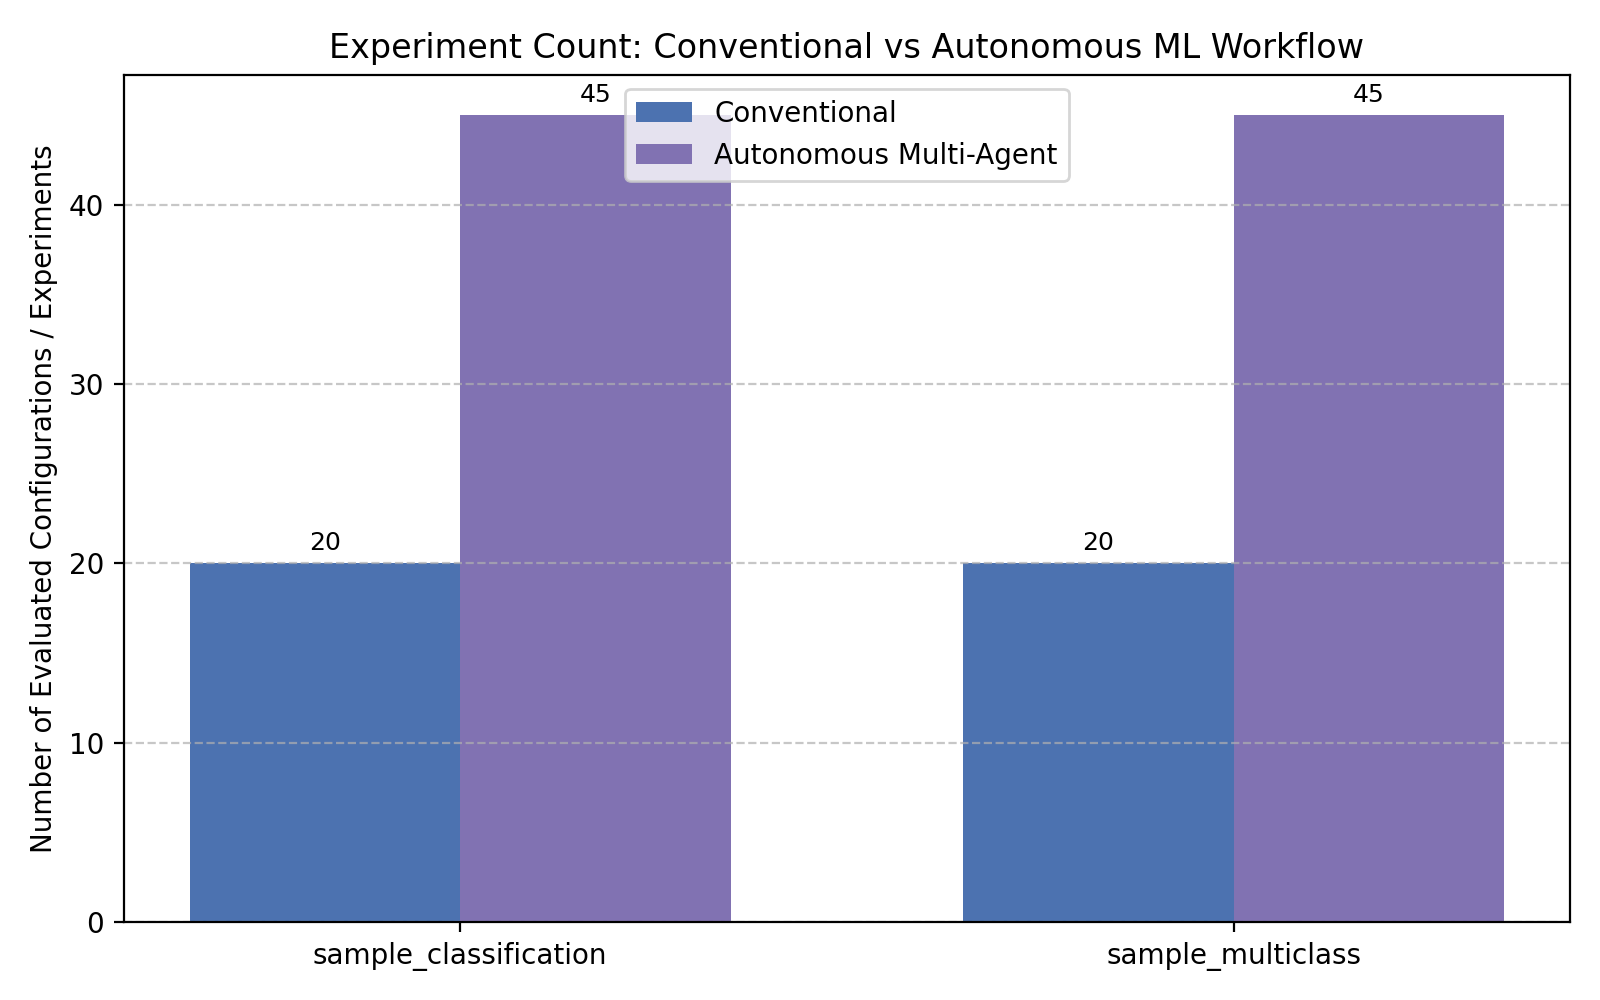 Experiment Count: Conventional vs Autonomous ML Workflow
Number of Evaluated Configurations / Experiments
45
45
Conventional
Autonomous Multi-Agent
40
30
20
20
20
10
0
sample_classification
sample_multiclass